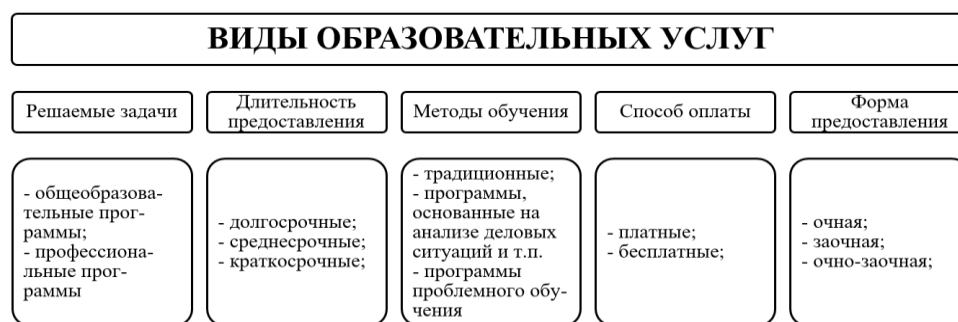 ВИДЫ ОБРАЗОВАТЕЛЬНЫХ УСЛУГ
Решаемые задачи
Длительность
предоставления
Методы обучения
Способ оплаты
Форма
предоставления
- общеобразова-
тельные прог-
раммы;
- профессиона-
льные прог-
раммы
- долгосрочные;
- среднесрочные;
- краткосрочные;
- традиционные;
- программы,
основанные на
анализе деловых
ситуаций и т.п.
- программы
проблемного обу-
чения
- платные;
- бесплатные;
- очная;
- заочная;
- очно-заочная;